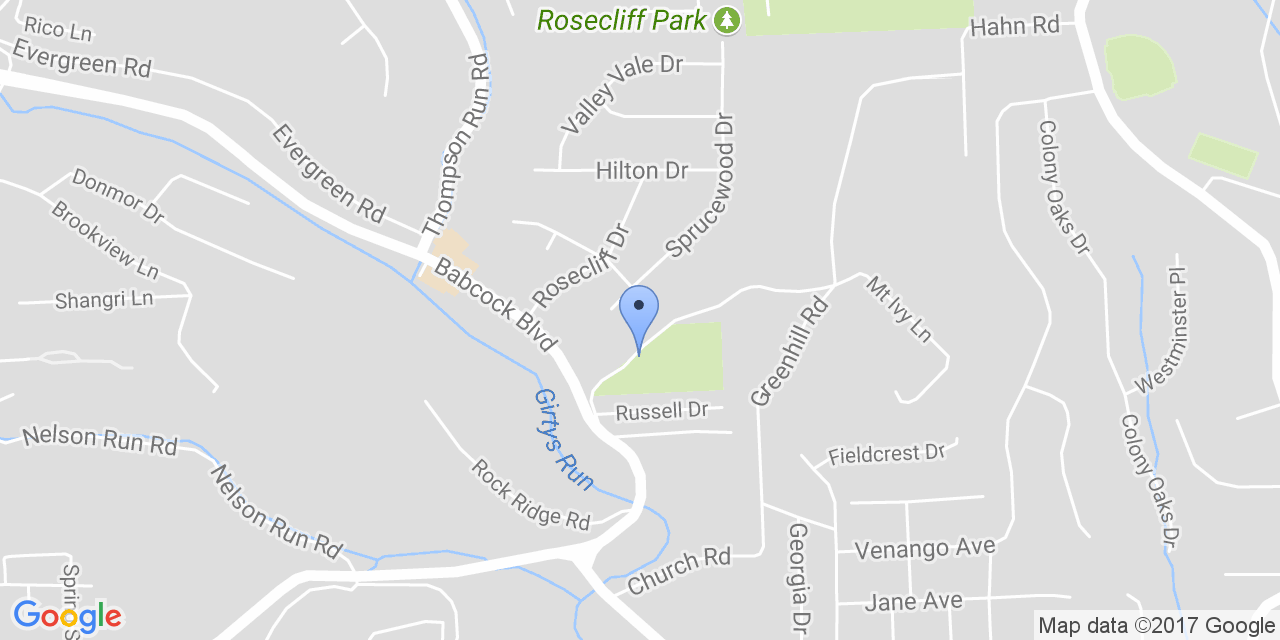 Rosecliff Park
Hahn Rd
Rico Ln
Evergreen Rd
Valley Vale Dr
Thompson Run Rd
Evergreen Rd
Hilton Dr
Sprucewood Dr
Colony Oaks Dr
Donmor Dr
Brookview Ln
Shangri Ln
Rosecliff Dr
Babcock Blvd
Mt Ivy Ln
Westminster Pl
Greenhill Rd
Girtys Run
Russell Dr
Nelson Run Rd
Nelson Run Rd
Rock Ridge Rd
Fieldcrest Dr
Colony Oaks Dr
Church Rd
Georgia Dr
Venango Ave
Jane Ave
Google
Map data ©2017 Google